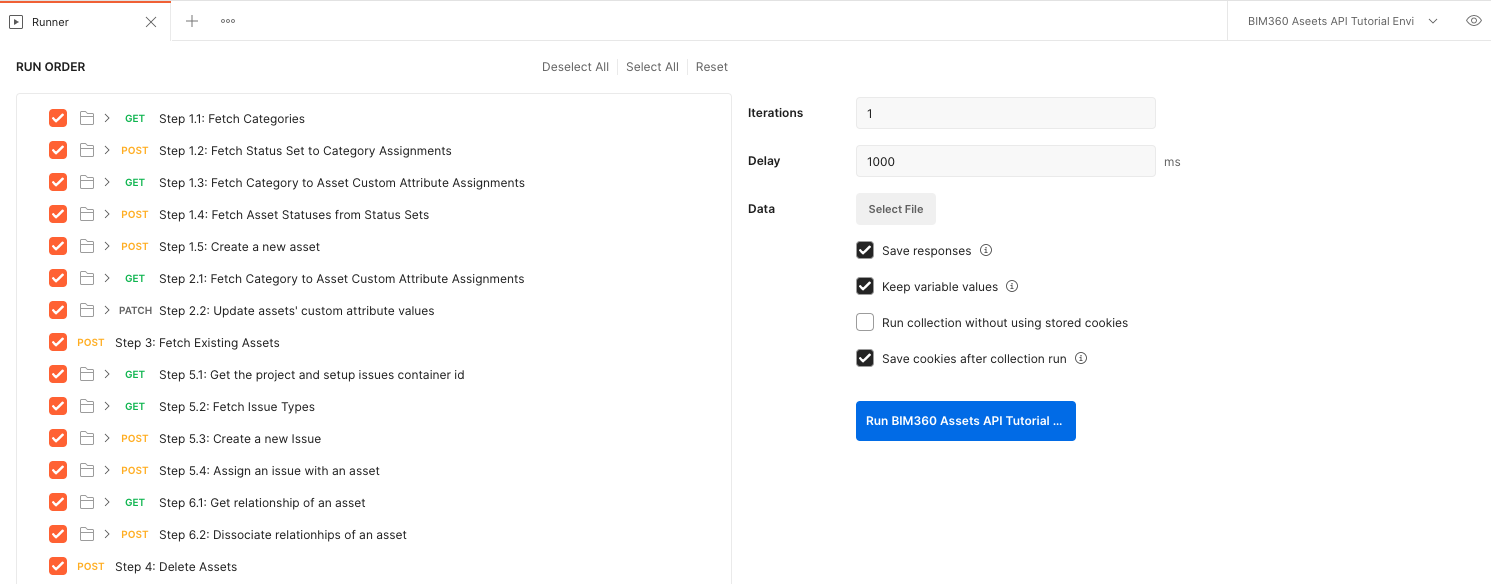 Runner
BIM360 Aseets API Tutorial Envi
RUN ORDER
Deselect All
Select All
Reset
GET Step 1.1: Fetch Categories
POST Step 1.2: Fetch Status Set to Category Assignments
GET Step 1.3: Fetch Category to Asset Custom Attribute Assignments
POST Step 1.4: Fetch Asset Statuses from Status Sets
POST Step 1.5: Create a new asset
GET Step 2.1: Fetch Category to Asset Custom Attribute Assignments
PATCH Step 2.2: Update assets' custom attribute values
POST Step 3: Fetch Existing Assets
GET Step 5.1: Get the project and setup issues container id
GET Step 5.2: Fetch Issue Types
POST Step 5.3: Create a new Issue
POST Step 5.4: Assign an issue with an asset
GET Step 6.1: Get relationship of an asset
POST Step 6.2: Dissociate relationhips of an asset
POST Step 4: Delete Assets
Iterations 1
Delay 1000 ms
Data Select File
Save responses
Keep variable values
Run collection without using stored cookies
Save cookies after collection run
Run BIM360 Assets API Tutorial ...